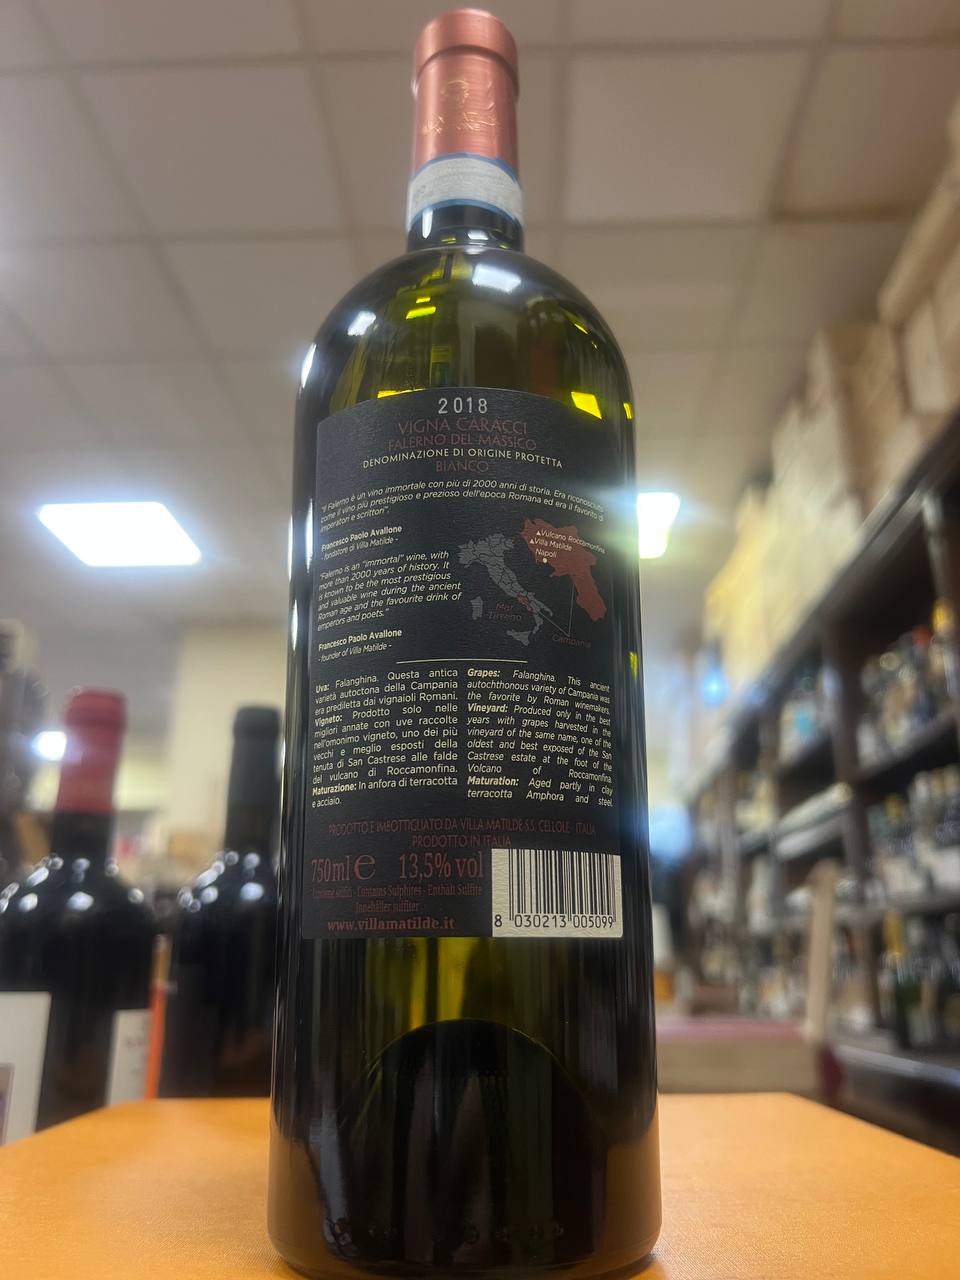 2018
VIGNA CARACCI
FALERNO DEL MASSICO
DENOMINAZIONE DI ORIGINE PROTETTA
BIANCO
"Il Falerno è un vino immortale con più di 2000 anni di storia. Era riconosciuto
come il vino più prestigioso e prezioso dell'epoca Romana ed era il favorito di
imperatori e scrittori".
Francesco Paolo Avallone
- fondatore di Villa Matilde -
"Falerno is an "immortal" wine, with
more than 2000 years of history. It
is known to be the most prestigious
and valuable wine during the ancient
Roman age and the favourite drink of
emperors and poets."
Francesco Paolo Avallone
- founder of Villa Matilde -
Vulcano Roccamonfina
Villa Matilde
Napoli
Mar
Tirreno
Campania
Uva: Falanghina. Questa antica
varietà autoctona della Campania
era prediletta dai vignaioli Romani.
Vigneto: Prodotto solo nelle
migliori annate con uve raccolte
nell'omonimo vigneto, uno dei più
vecchi e meglio esposti della
tenuta di San Castrese alle falde
del vulcano di Roccamonfina.
Maturazione: In anfora di terracotta
e acciaio.
Grapes: Falanghina. This ancient
autochthonous variety of Campania was
the favorite by Roman winemakers.
Vineyard: Produced only in the best
years with grapes harvested in the
vineyard of the same name, one of the
oldest and best exposed of the San
Castrese estate at the foot of the
Volcano of Roccamonfina.
Maturation: Aged partly in clay
terracotta Amphora and steel.
PRODOTTO E IMBOTTIGLIATO DA VILLA MATILDE S.S. CELLOLE - ITALIA
PRODOTTO IN ITALIA
750 ml e 13,5% vol
Contiene solfiti - Contains Sulphites - Enthält Sulfite
Innehåller sulfiter
www.villamatilde.it
8 030213 005099